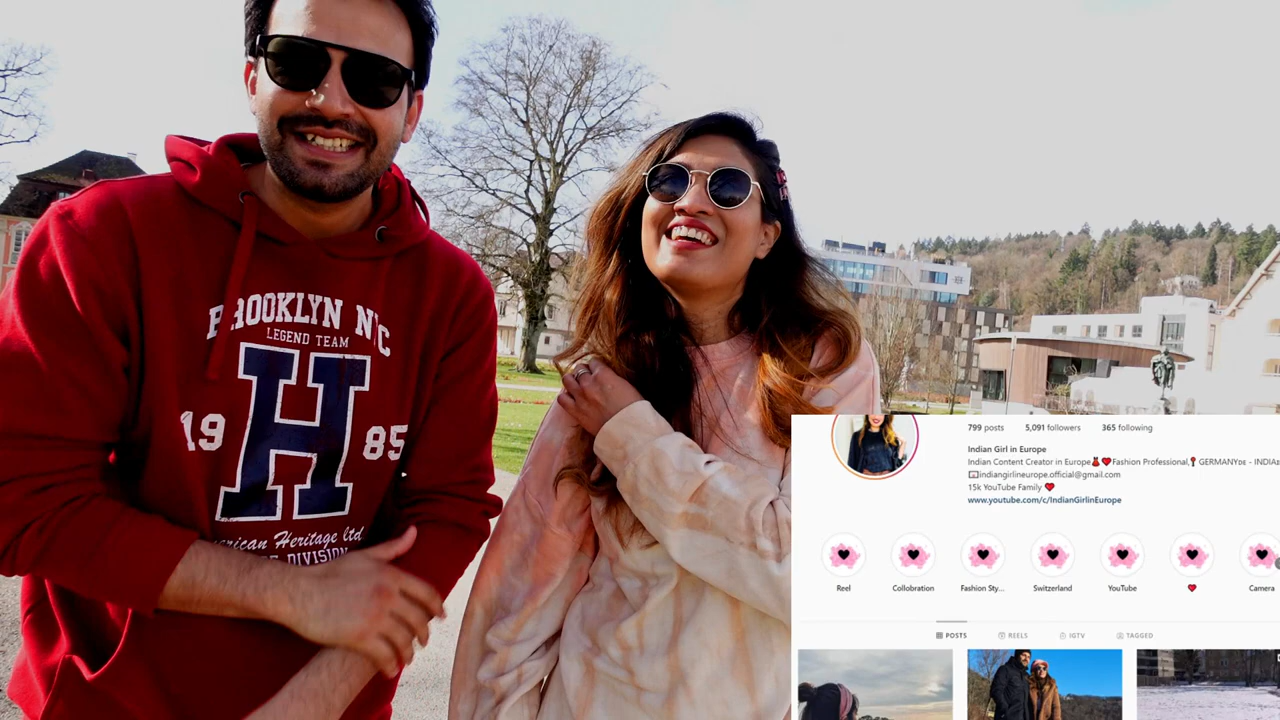 BROOKLYN NYC
LEGEND TEAM
H
19 85
American Heritage ltd
DIVISION
799 posts 5,091 followers 365 following
Indian Girl in Europe
Indian Content Creator in Europe👗❤️Fashion Professional,📍 GERMANYDE - INDIA
💌indiangirlineurope.official@gmail.com
15k YouTube Family ❤️
www.youtube.com/c/IndianGirlinEurope
Reel Collobration Fashion Sty... Switzerland YouTube ❤️ Camera
POSTS REELS IGTV TAGGED